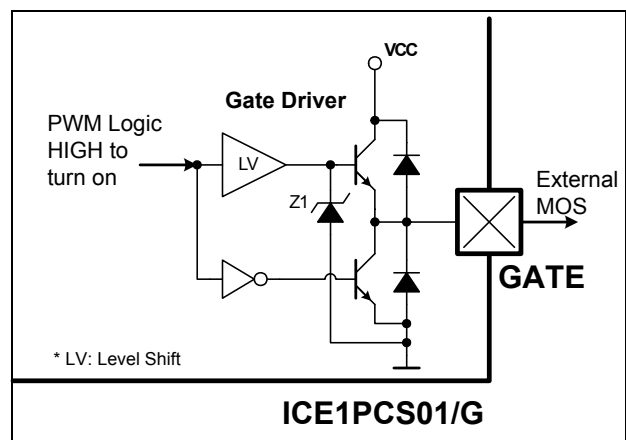 VCC
Gate Driver
PWM Logic
HIGH to
turn on
LV
Z1
External
MOS
GATE
* LV: Level Shift
ICE1PCS01/G